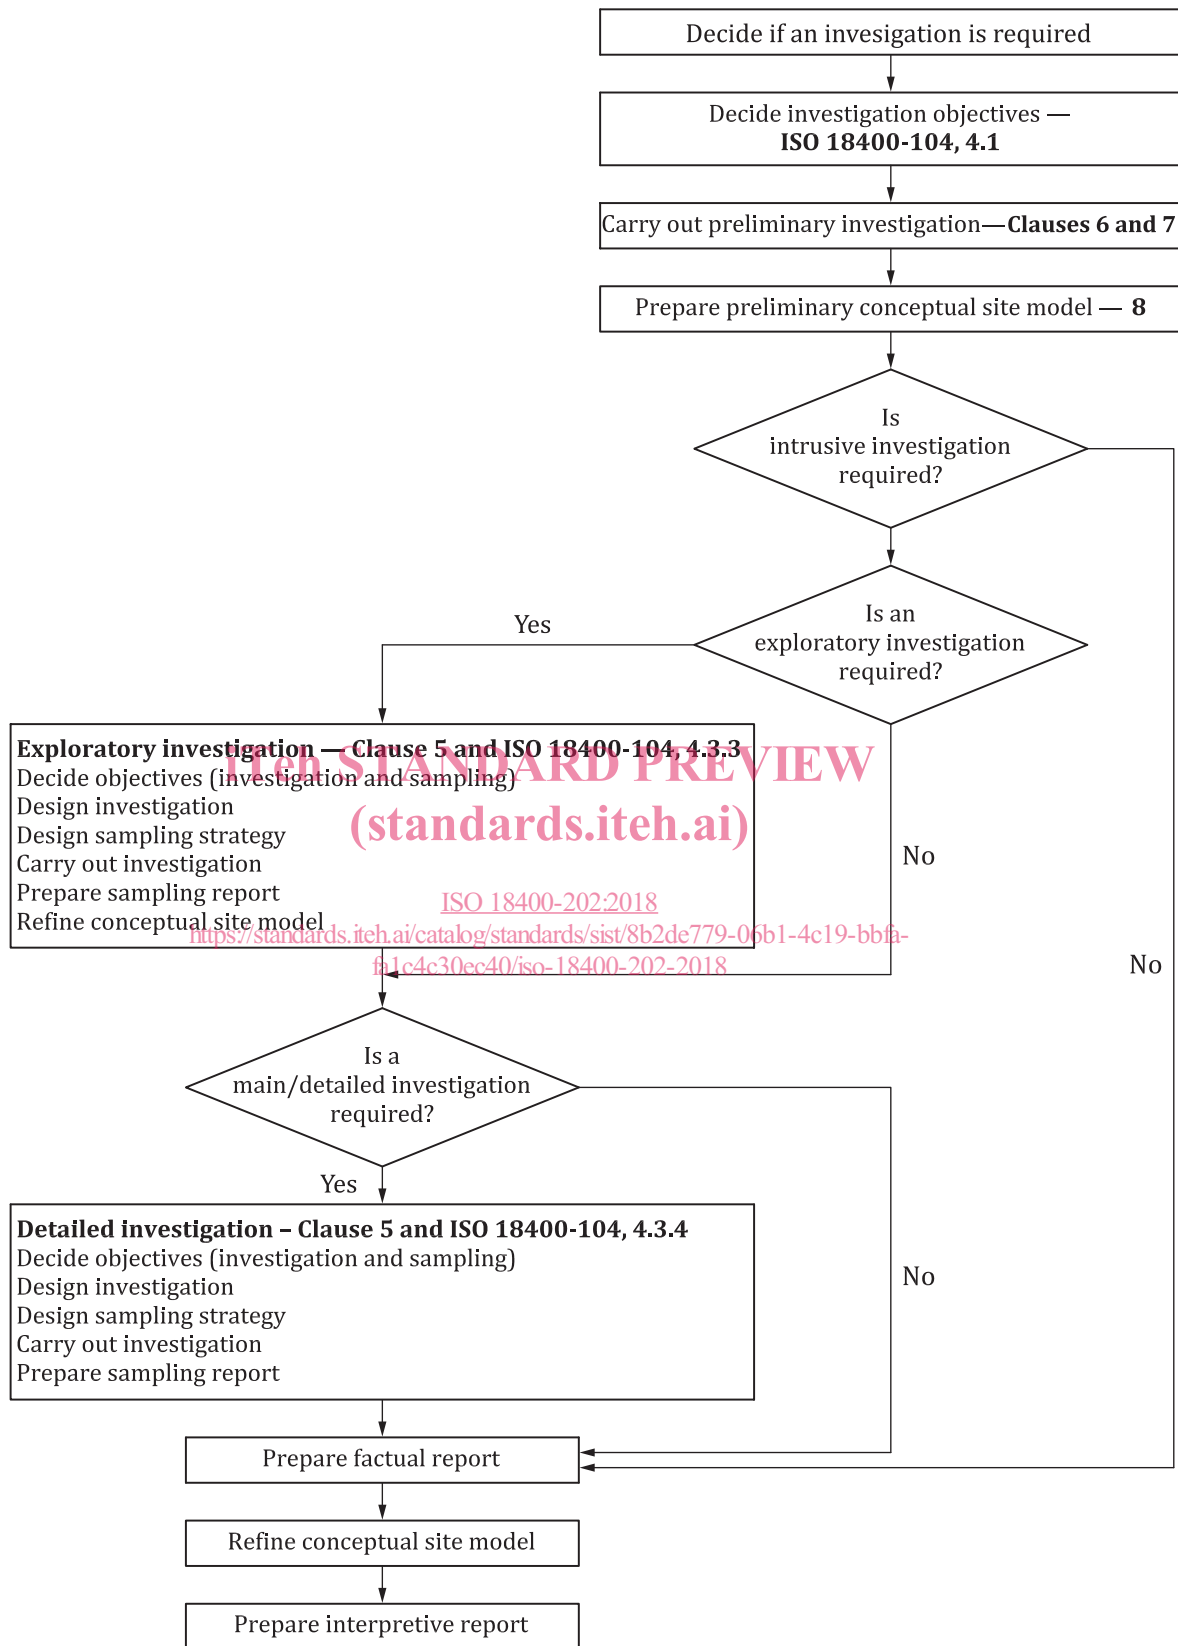 Decide if an invesigation is required
Decide investigation objectives —
ISO 18400-104, 4.1
Carry out preliminary investigation—Clauses 6 and 7
Prepare preliminary conceptual site model — 8
Is
intrusive investigation
required?
Is an
exploratory investigation
required?
Yes
Exploratory investigation — Clause 5 and ISO 18400-104, 4.3.3
Decide objectives (investigation and sampling)
Design investigation
Design sampling strategy
Carry out investigation
Prepare sampling report
Refine conceptual site model
iTeh STANDARD PREVIEW
(standards.iteh.ai)
ISO 18400-202:2018
https://standards.iteh.ai/catalog/standards/sist/8b2de779-06b1-4c19-bbfa-
fa1c4c30ec40/iso-18400-202-2018
No
No
Is a
main/detailed investigation
required?
Yes
Detailed investigation – Clause 5 and ISO 18400-104, 4.3.4
Decide objectives (investigation and sampling)
Design investigation
Design sampling strategy
Carry out investigation
Prepare sampling report
No
Prepare factual report
Refine conceptual site model
Prepare interpretive report